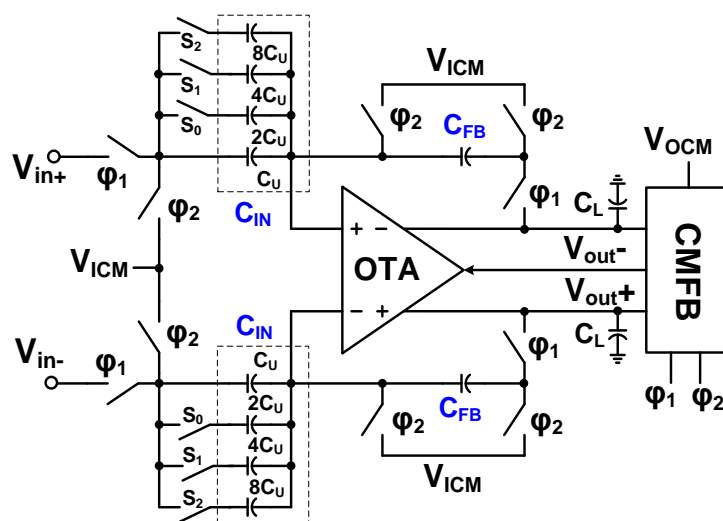 S2
8CU
S1
4CU
S0
2CU
CU
Vin+
φ1
φ2
CIN
VICM
φ2
φ2
CFB
φ1
+ −
OTA
− +
CL
VOCM
CMFB
Vout-
Vout+
CL
φ1
φ2
VICM
φ2
Vin-
φ1
CIN
CU
S0
2CU
S1
4CU
S2
8CU
φ1
CFB
φ2
φ2
VICM